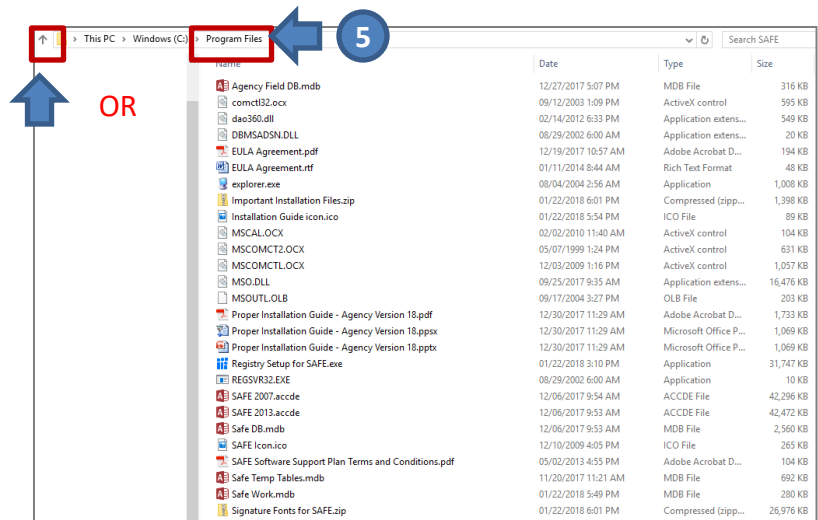 This PC > Windows (C:) > Program Files
5
Search SAFE
OR
Name Date Type Size
Agency Field DB.mdb 12/27/2017 5:07 PM MDB File 316 KB
comctl32.ocx 09/12/2003 1:09 PM ActiveX control 595 KB
dao360.dll 02/14/2012 6:33 PM Application extens... 549 KB
DBMSADSN.DLL 08/29/2002 6:00 AM Application extens... 20 KB
EULA Agreement.pdf 12/19/2017 10:57 AM Adobe Acrobat D... 194 KB
EULA Agreement.rtf 01/11/2014 8:44 AM Rich Text Format 48 KB
explorer.exe 08/04/2004 2:56 AM Application 1,008 KB
Important Installation Files.zip 01/22/2018 6:01 PM Compressed (zipp... 1,398 KB
Installation Guide icon.ico 01/22/2018 5:54 PM ICO File 89 KB
MSCAL.OCX 02/02/2010 11:40 AM ActiveX control 104 KB
MSCOMCT2.OCX 05/07/1999 1:24 PM ActiveX control 631 KB
MSCOMCTL.OCX 12/03/2009 1:16 PM ActiveX control 1,057 KB
MSO.DLL 09/25/2017 9:35 AM Application extens... 16,476 KB
MSOUTL.OLB 09/17/2004 3:27 PM OLB File 203 KB
Proper Installation Guide - Agency Version 18.pdf 12/30/2017 11:29 AM Adobe Acrobat D... 1,733 KB
Proper Installation Guide - Agency Version 18.ppsx 12/30/2017 11:29 AM Microsoft Office P... 1,069 KB
Proper Installation Guide - Agency Version 18.pptx 12/30/2017 11:29 AM Microsoft Office P... 1,069 KB
Registry Setup for SAFE.exe 01/22/2018 3:10 PM Application 31,747 KB
REGSVR32.EXE 08/29/2002 6:00 AM Application 10 KB
SAFE 2007.accde 12/06/2017 9:54 AM ACCDE File 42,296 KB
SAFE 2013.accde 12/06/2017 9:53 AM ACCDE File 42,472 KB
Safe DB.mdb 12/06/2017 9:53 AM MDB File 2,560 KB
SAFE Icon.ico 12/10/2009 4:05 PM ICO File 265 KB
SAFE Software Support Plan Terms and Conditions.pdf 05/02/2013 4:55 PM Adobe Acrobat D... 104 KB
Safe Temp Tables.mdb 11/20/2017 11:21 AM MDB File 692 KB
Safe Work.mdb 01/22/2018 5:49 PM MDB File 280 KB
Signature Fonts for SAFE.zip 01/22/2018 6:01 PM Compressed (zipp... 26,976 KB